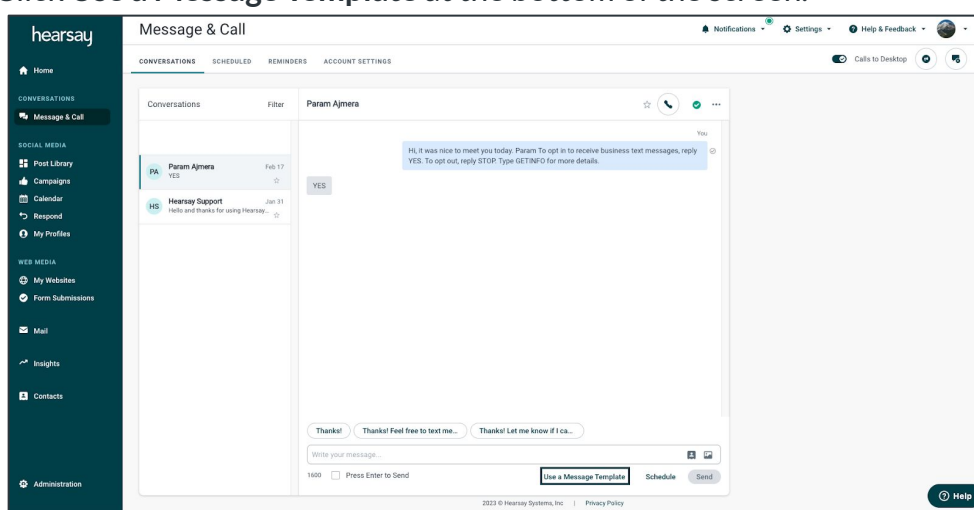 Click Use a Message Template at the bottom of the screen.
hearsay
Message & Call
Notifications
Settings
Help & Feedback
CONVERSATIONS
SCHEDULED
REMINDERS
ACCOUNT SETTINGS
Calls to Desktop
Home
CONVERSATIONS
Message & Call
SOCIAL MEDIA
Post Library
Campaigns
Calendar
Respond
My Profiles
WEB MEDIA
My Websites
Form Submissions
Mail
Insights
Contacts
Administration
Conversations
Filter
PA
Param Ajmera
Feb 17
YES
HS
Hearsay Support
Jan 31
Hello and thanks for using Hearsay...
Param Ajmera
You
Hi, it was nice to meet you today. Param To opt in to receive business text messages, reply
YES. To opt out, reply STOP. Type GETINFO for more details.
YES
Thanks!
Thanks! Feel free to text me...
Thanks! Let me know if I ca...
Write your message...
1600
Press Enter to Send
Use a Message Template
Schedule
Send
2023 © Hearsay Systems, Inc | Privacy Policy
Help